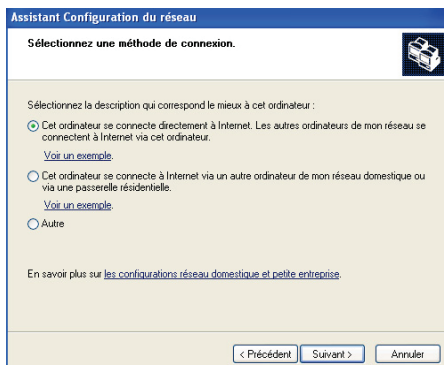 Assistant Configuration du réseau
Sélectionnez une méthode de connexion.
Sélectionnez la description qui correspond le mieux à cet ordinateur :
Cet ordinateur se connecte directement à Internet. Les autres ordinateurs de mon réseau se
connectent à Internet via cet ordinateur.
Voir un exemple.
Cet ordinateur se connecte à Internet via un autre ordinateur de mon réseau domestique ou
via une passerelle résidentielle.
Voir un exemple.
Autre
En savoir plus sur les configurations réseau domestique et petite entreprise.
< Précédent Suivant > Annuler